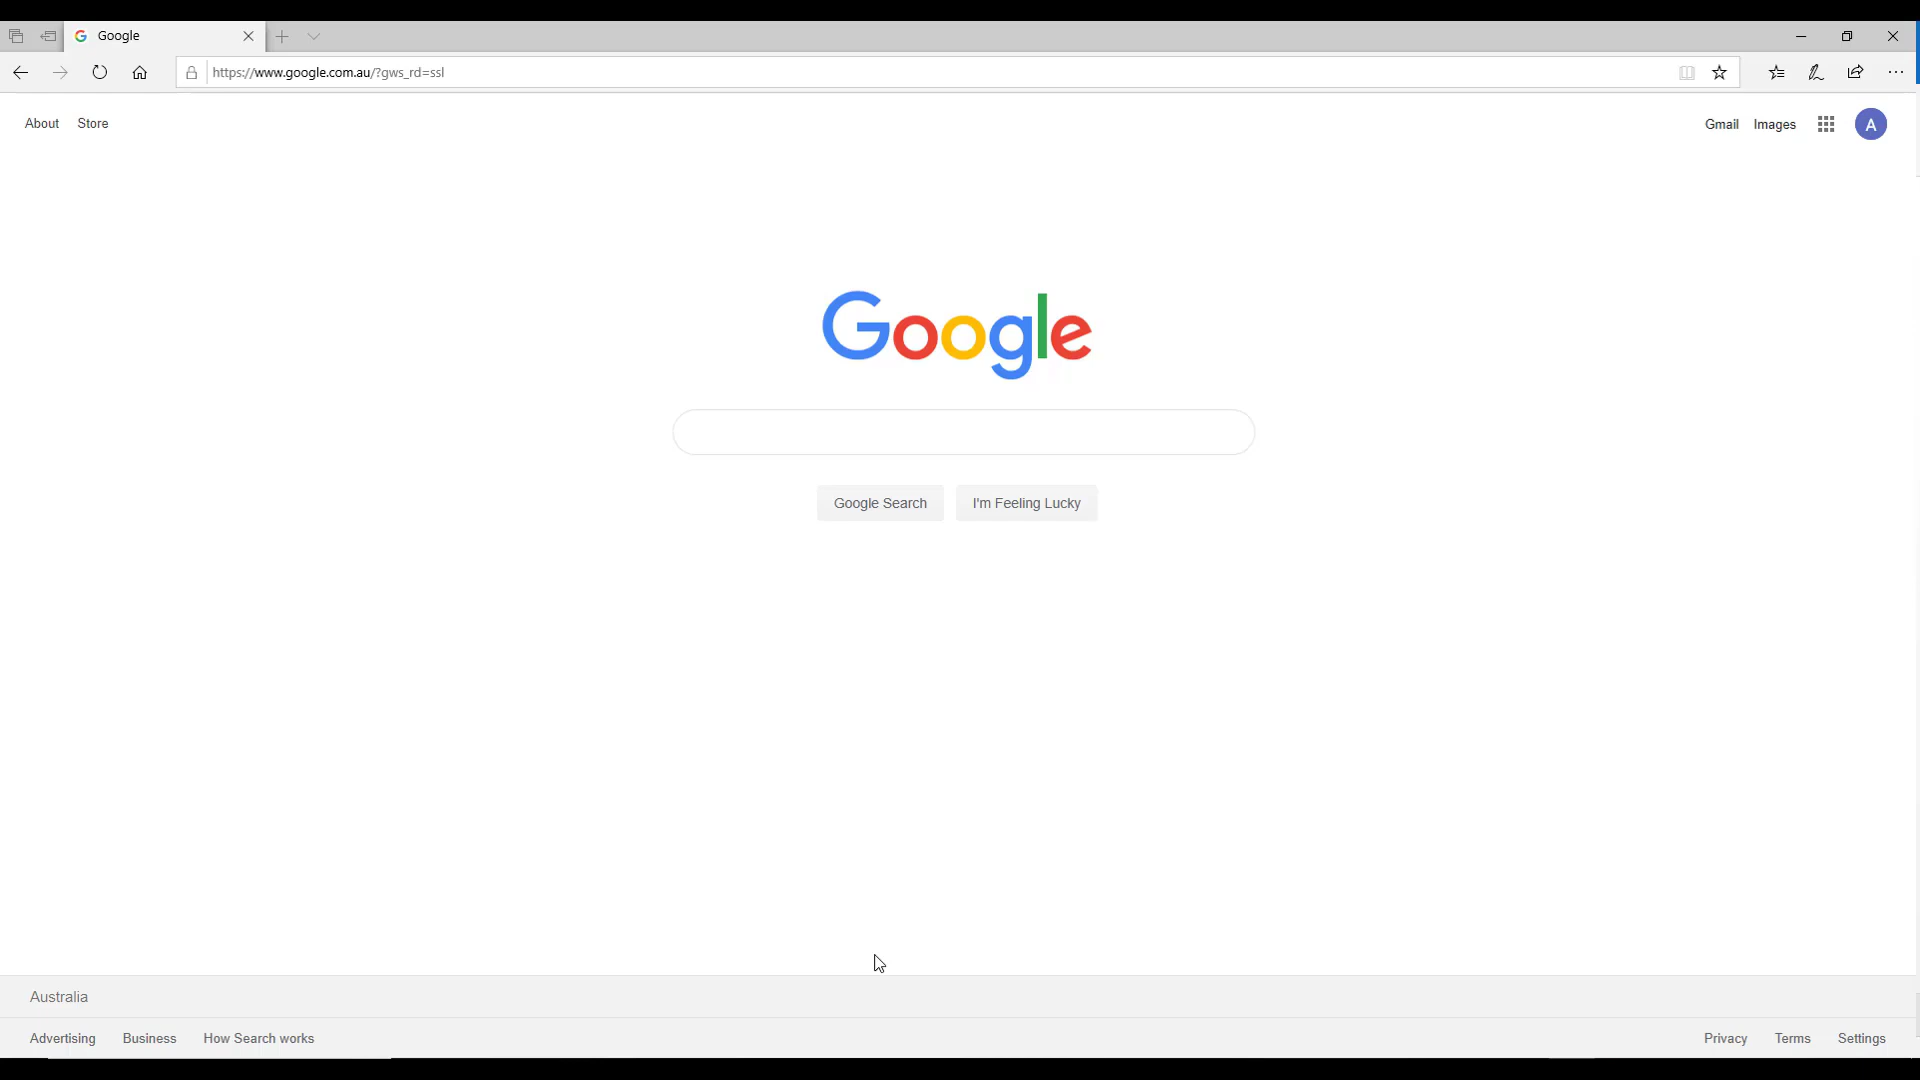 Google
https://www.google.com.au/?gws_rd=ssl
About Store
Gmail Images A
Google
Google Search I'm Feeling Lucky
Australia
Advertising Business How Search works
Privacy Terms Settings